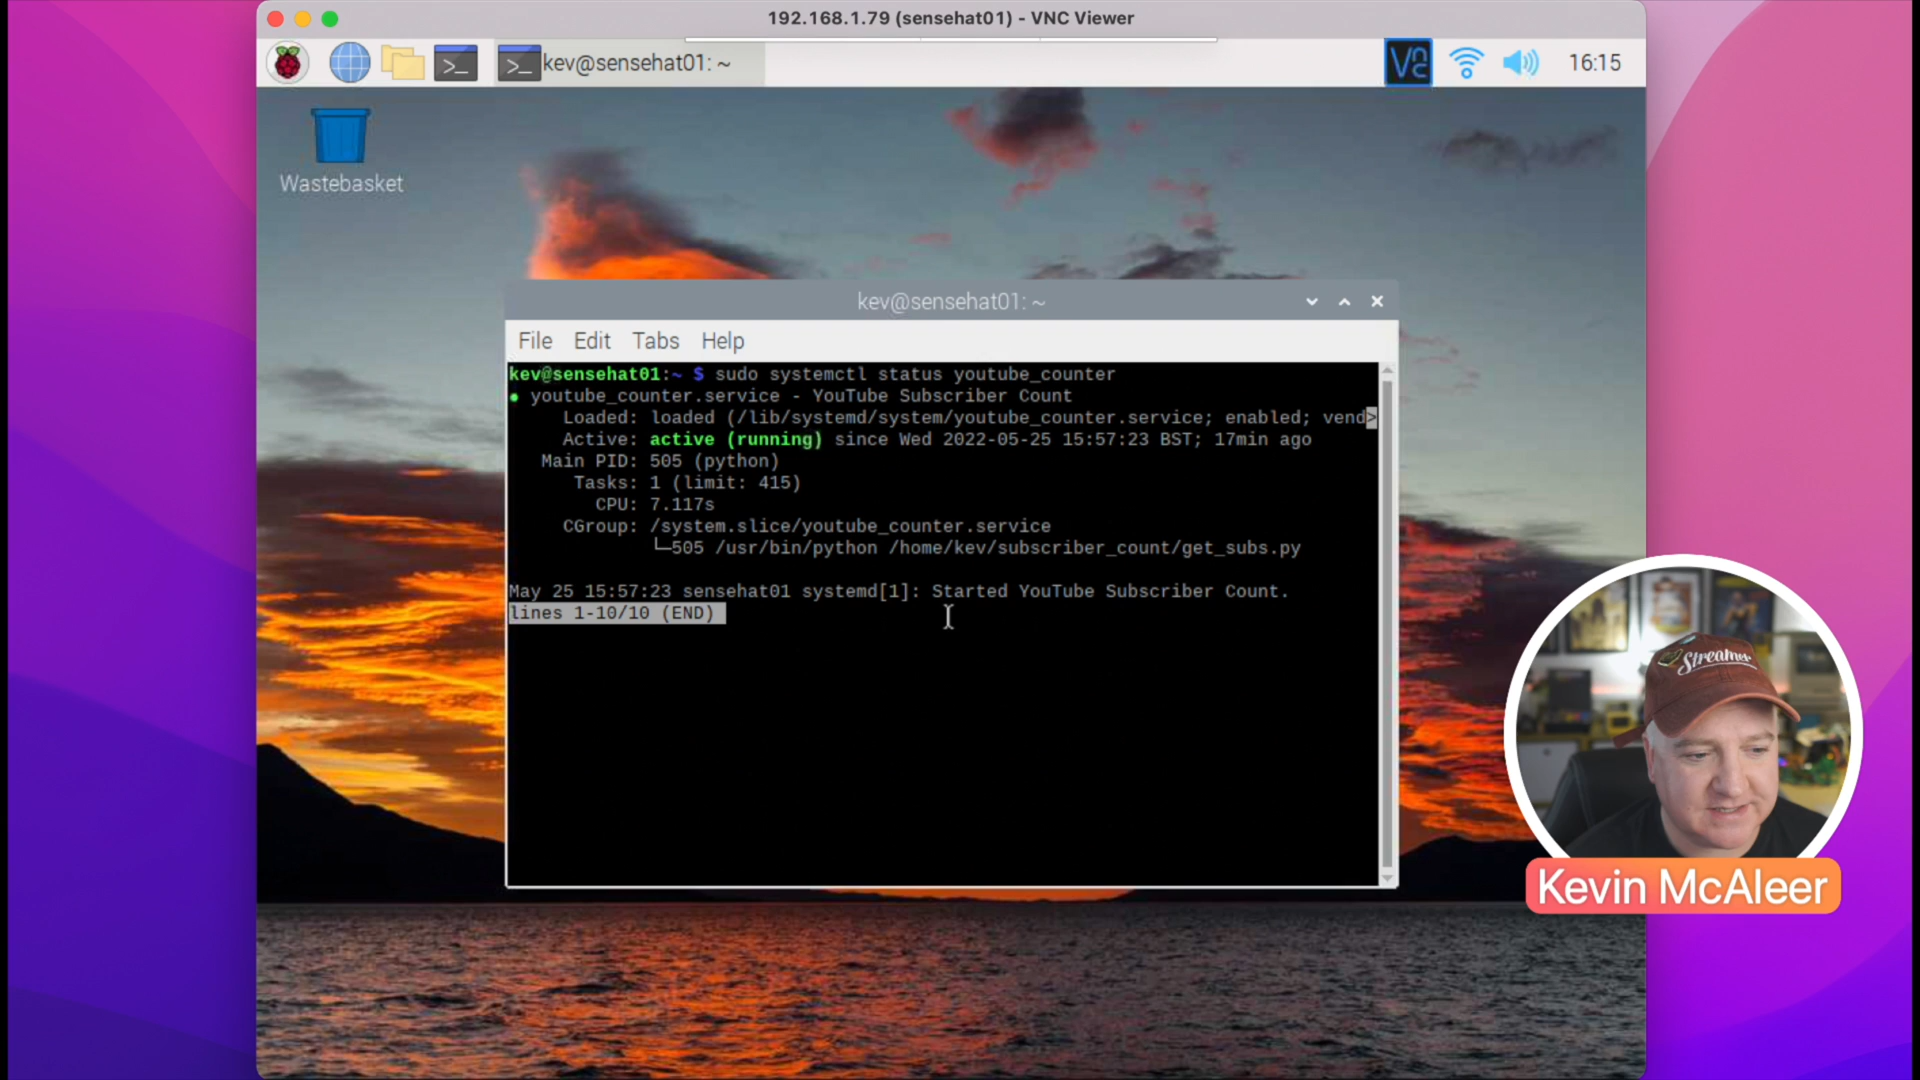 192.168.1.79 (sensehat01) - VNC Viewer
kev@sensehat01: ~
16:15
Wastebasket
kev@sensehat01: ~
File Edit Tabs Help
kev@sensehat01:~ $ sudo systemctl status youtube_counter
● youtube_counter.service - YouTube Subscriber Count
Loaded: loaded (/lib/systemd/system/youtube_counter.service; enabled; vend>
Active: active (running) since Wed 2022-05-25 15:57:23 BST; 17min ago
Main PID: 505 (python)
Tasks: 1 (limit: 415)
CPU: 7.117s
CGroup: /system.slice/youtube_counter.service
└─505 /usr/bin/python /home/kev/subscriber_count/get_subs.py
May 25 15:57:23 sensehat01 systemd[1]: Started YouTube Subscriber Count.
lines 1-10/10 (END)
Streamer
Kevin McAleer